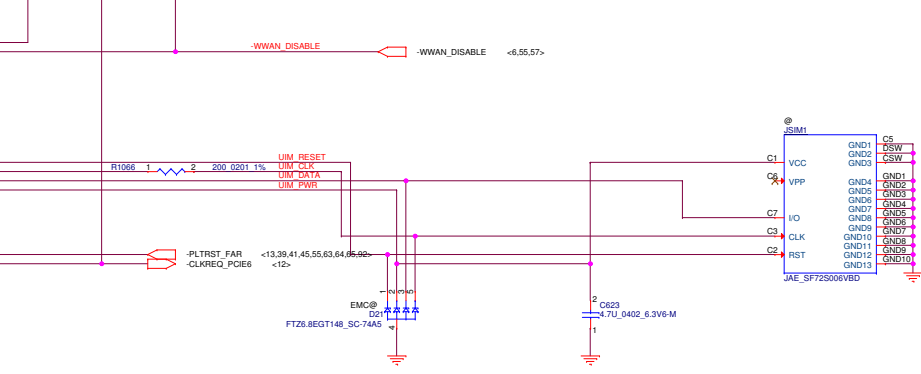 -WWAN_DISABLE
-WWAN_DISABLE <6,55,57>
@
JSIM1
UIM_RESET
R1066 1 2 200_0201_1% UIM_CLK
UIM_DATA
UIM_PWR
C1 VCC
C6 VPP
C7 I/O
C3 CLK
C2 RST
GND1 C5
GND2 DSW
GND3 CSW
GND4 GND1
GND5 GND2
GND6 GND3
GND7 GND4
GND8 GND5
GND9 GND6
GND10 GND7
GND11 GND8
GND12 GND9
GND13 GND10
JAE_SF72S006VBD
-PLTRST_FAR <13,39,41,45,55,63,64,65,92>
-CLKREQ_PCIE6 <12>
1 2 3 5
EMC@
D21
FTZ6.8EGT148_SC-74A5
4
2
C623
4.7U_0402_6.3V6-M
1